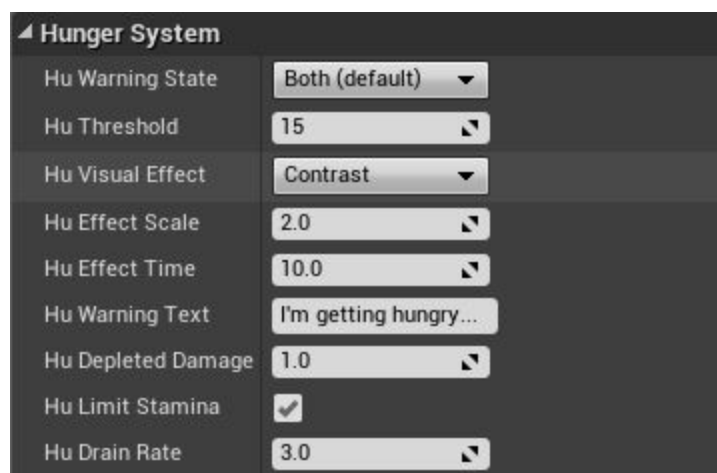 Hunger System
Hu Warning State Both (default)
Hu Threshold 15
Hu Visual Effect Contrast
Hu Effect Scale 2.0
Hu Effect Time 10.0
Hu Warning Text I'm getting hungry...
Hu Depleted Damage 1.0
Hu Limit Stamina
Hu Drain Rate 3.0